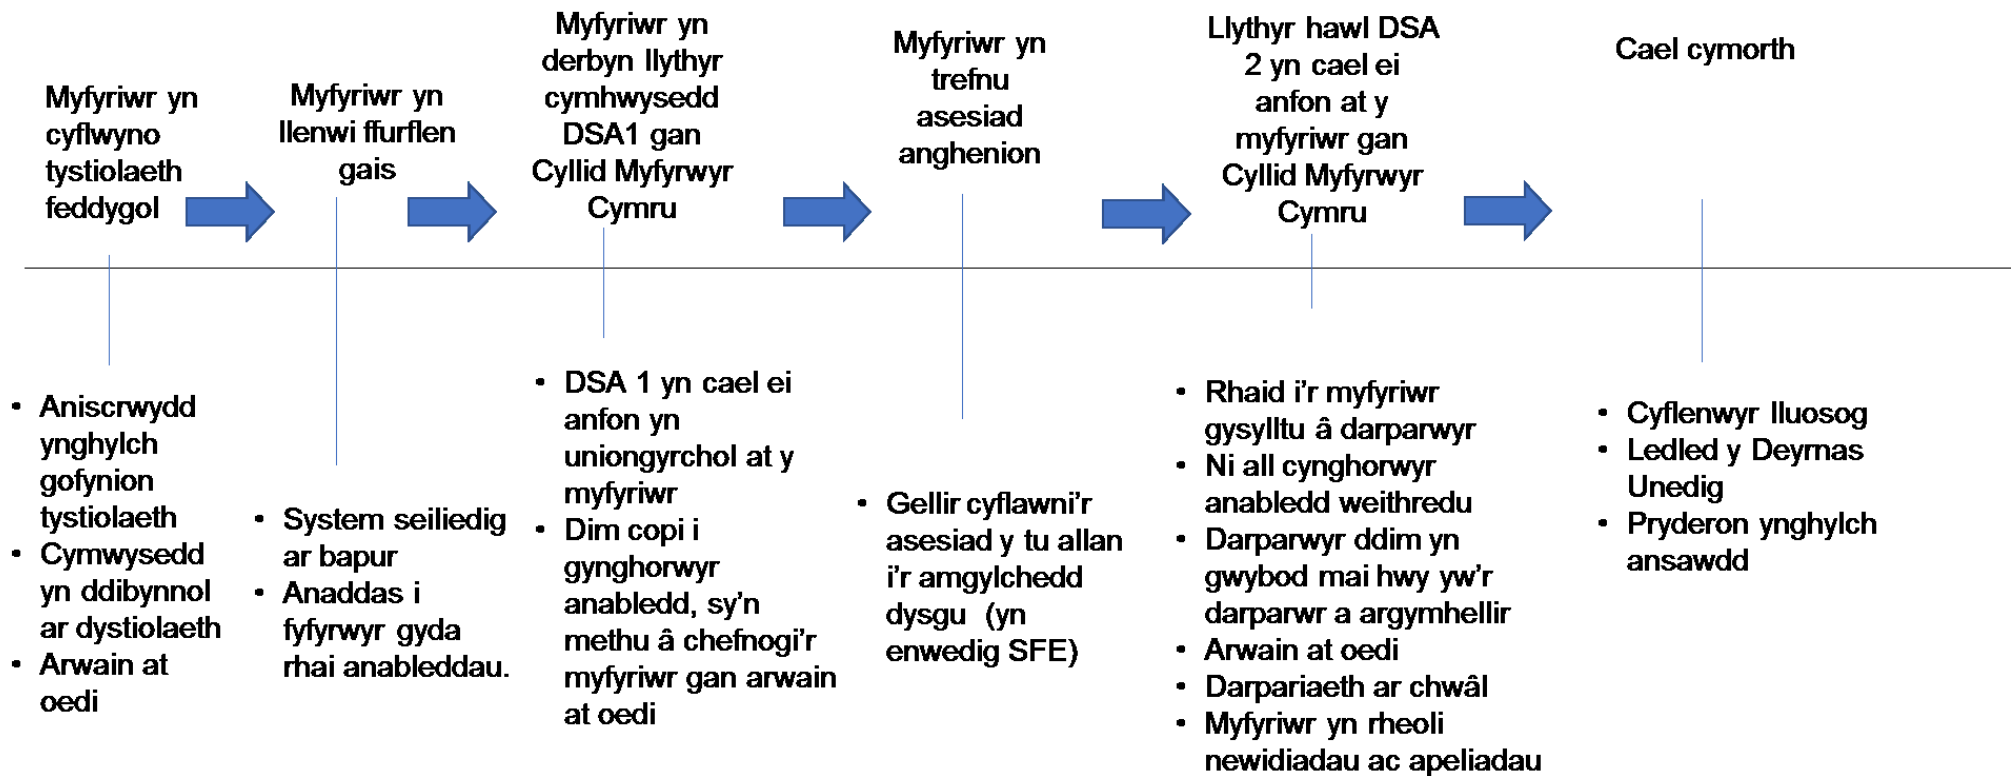 Myfyriwr yn
cyflwyno
tystiolaeth
feddygol
Myfyriwr yn
llenwi ffurflen
gais
Myfyriwr yn
derbyn llythyr
cymhwysedd
DSA1 gan
Cyllid Myfyrwyr
Cymru
Myfyriwr yn
trefnu
asesiad
anghenion
Llythyr hawl DSA
2 yn cael ei
anfon at y
myfyriwr gan
Cyllid Myfyrwyr
Cymru
Cael cymorth
• Aniscrwydd
ynghylch
gofynion
tystiolaeth
• Cymwysedd
yn ddibynnol
ar dystiolaeth
• Arwain at
oedi
• System seiliedig
ar bapur
• Anaddas i
fyfyrwyr gyda
rhai anableddau.
• DSA 1 yn cael ei
anfon yn
uniongyrchol at y
myfyriwr
• Dim copi i
gynghorwyr
anabledd, sy'n
methu â chefnogi'r
myfyriwr gan arwain
at oedi
• Gellir cyflawni'r
asesiad y tu allan
i'r amgylchedd
dysgu (yn
enwedig SFE)
• Rhaid i'r myfyriwr
gysylltu â darparwyr
• Ni all cynghorwyr
anabledd weithredu
• Darparwyr ddim yn
gwybod mai hwy yw'r
darparwr a argymhellir
• Arwain at oedi
• Darpariaeth ar chwâl
• Myfyriwr yn rheoli
newidiadau ac apeliadau
• Cyflenwyr lluosog
• Ledled y Deyrnas
Unedig
• Pryderon ynghylch
ansawdd